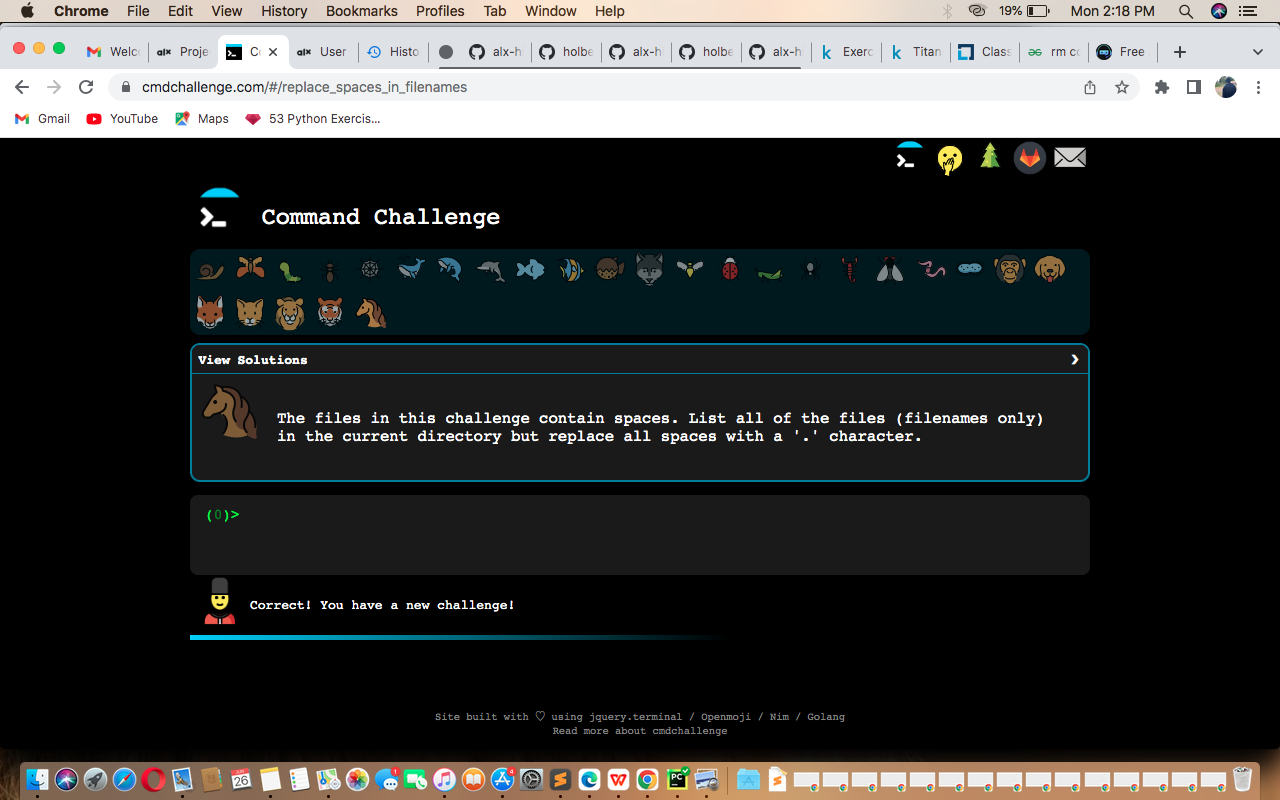 Chrome File Edit View History Bookmarks Profiles Tab Window Help 19% Mon 2:18 PM
Welc alx Proje C alx User Histo alx-h holbe alx-h holbe alx-h Exerc Titan Class rm cc Free
cmdchallenge.com/#/replace_spaces_in_filenames
Gmail YouTube Maps 53 Python Exercis...
Command Challenge
View Solutions
The files in this challenge contain spaces. List all of the files (filenames only)
in the current directory but replace all spaces with a '.' character.
(0)>
Correct! You have a new challenge!
Site built with ♡ using jquery.terminal / Openmoji / Nim / Golang
Read more about cmdchallenge